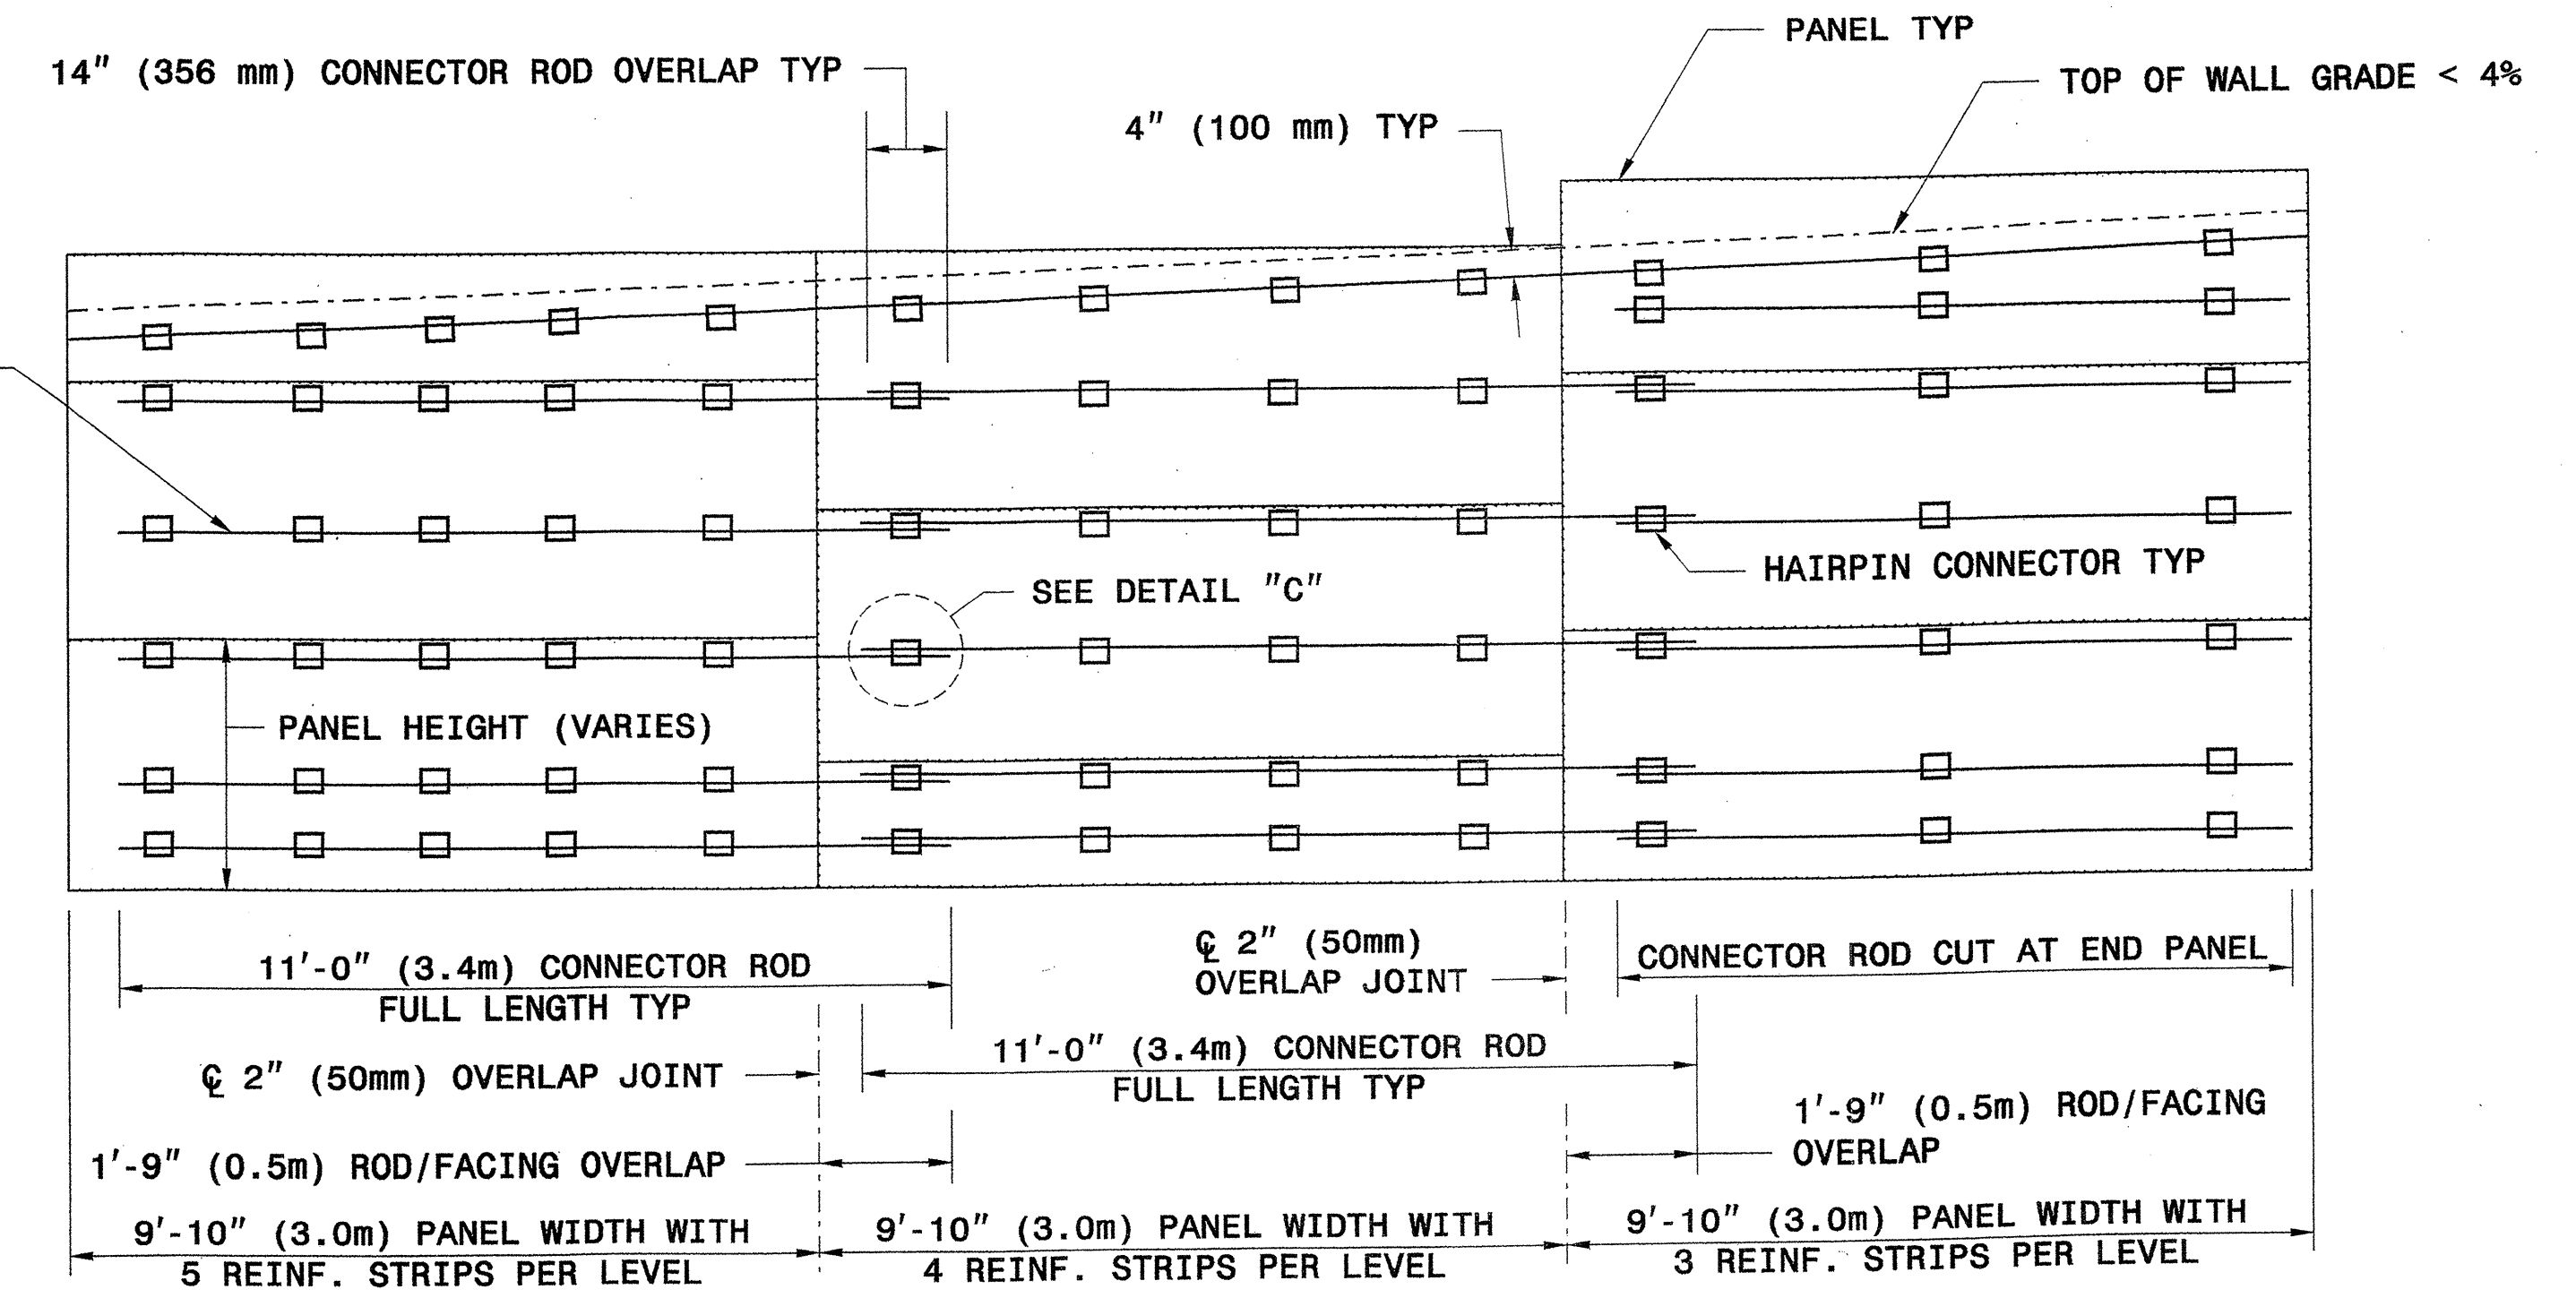 PANEL TYP
14" (356 mm) CONNECTOR ROD OVERLAP TYP
TOP OF WALL GRADE < 4%
4" (100 mm) TYP
HAIRPIN CONNECTOR TYP
SEE DETAIL "C"
PANEL HEIGHT (VARIES)
11'-0" (3.4m) CONNECTOR ROD
FULL LENGTH TYP
℄ 2" (50mm)
OVERLAP JOINT
CONNECTOR ROD CUT AT END PANEL
℄ 2" (50mm) OVERLAP JOINT
11'-0" (3.4m) CONNECTOR ROD
FULL LENGTH TYP
1'-9" (0.5m) ROD/FACING
OVERLAP
1'-9" (0.5m) ROD/FACING OVERLAP
9'-10" (3.0m) PANEL WIDTH WITH
5 REINF. STRIPS PER LEVEL
9'-10" (3.0m) PANEL WIDTH WITH
4 REINF. STRIPS PER LEVEL
9'-10" (3.0m) PANEL WIDTH WITH
3 REINF. STRIPS PER LEVEL